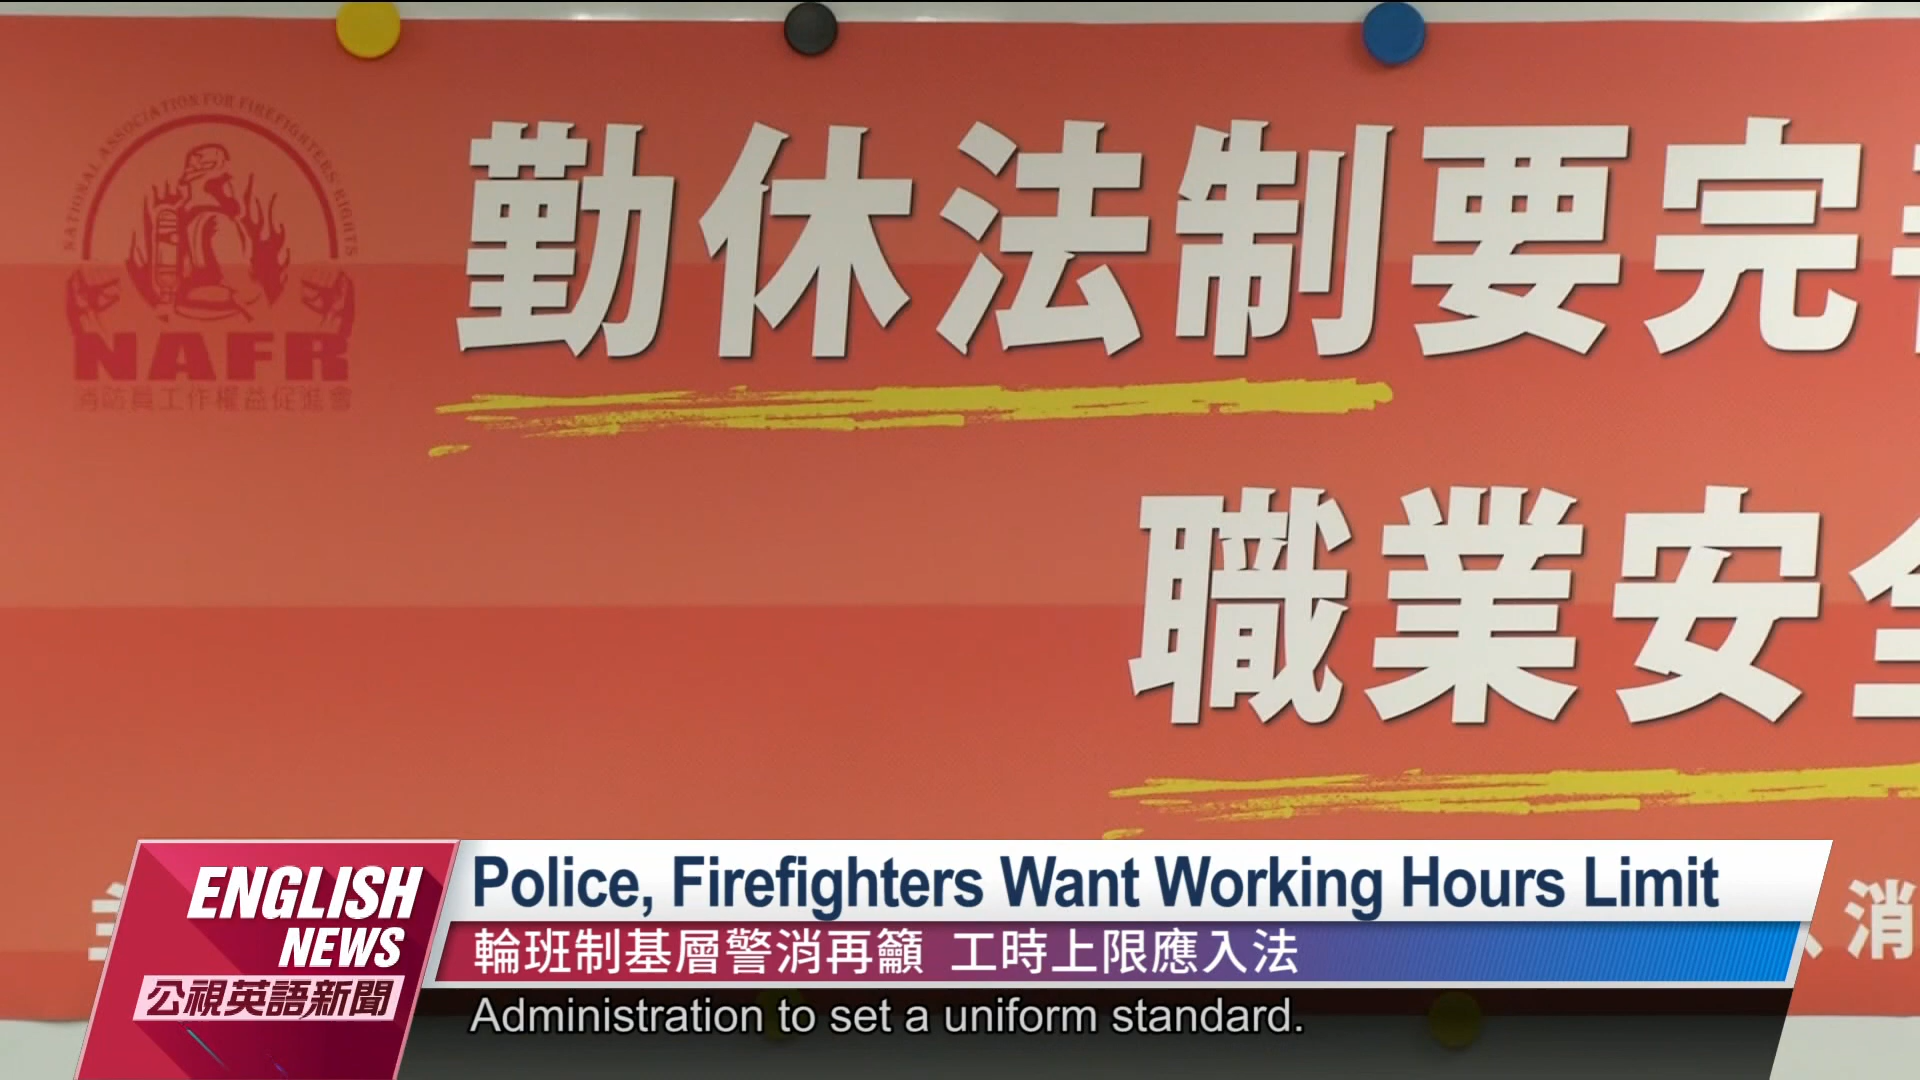 NATIONAL ASSOCIATION FOR FIREFIGHTERS' RIGHTS
NAFR
消防員工作權益促進會
勤休法制要完
職業安全
消
ENGLISH
NEWS
公視英語新聞
Police, Firefighters Want Working Hours Limit
輪班制基層警消再籲 工時上限應入法
Administration to set a uniform standard.